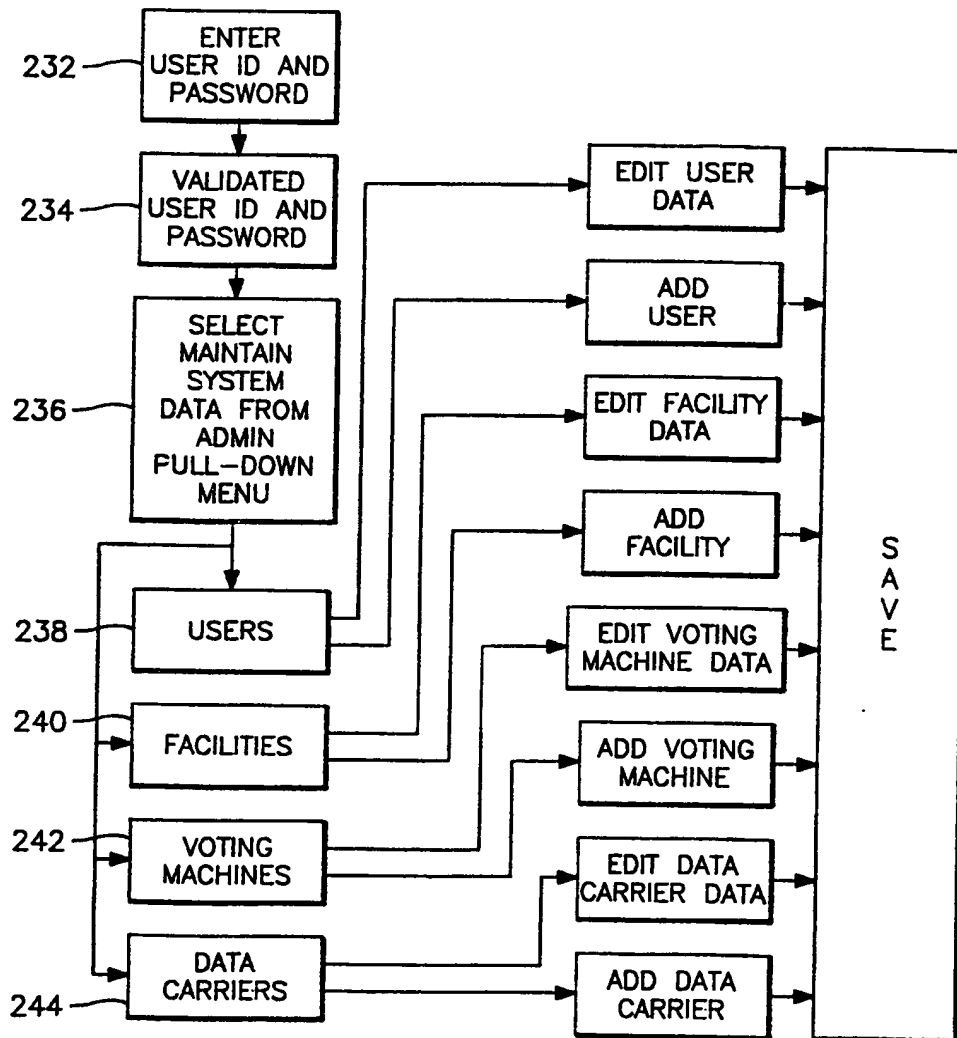 232
ENTER
USER ID AND
PASSWORD
234
VALIDATED
USER ID AND
PASSWORD
236
SELECT
MAINTAIN
SYSTEM
DATA FROM
ADMIN
PULL-DOWN
MENU
238
USERS
240
FACILITIES
242
VOTING
MACHINES
244
DATA
CARRIERS
EDIT USER
DATA
ADD
USER
EDIT FACILITY
DATA
ADD
FACILITY
EDIT VOTING
MACHINE DATA
ADD VOTING
MACHINE
EDIT DATA
CARRIER DATA
ADD DATA
CARRIER
S
A
V
E